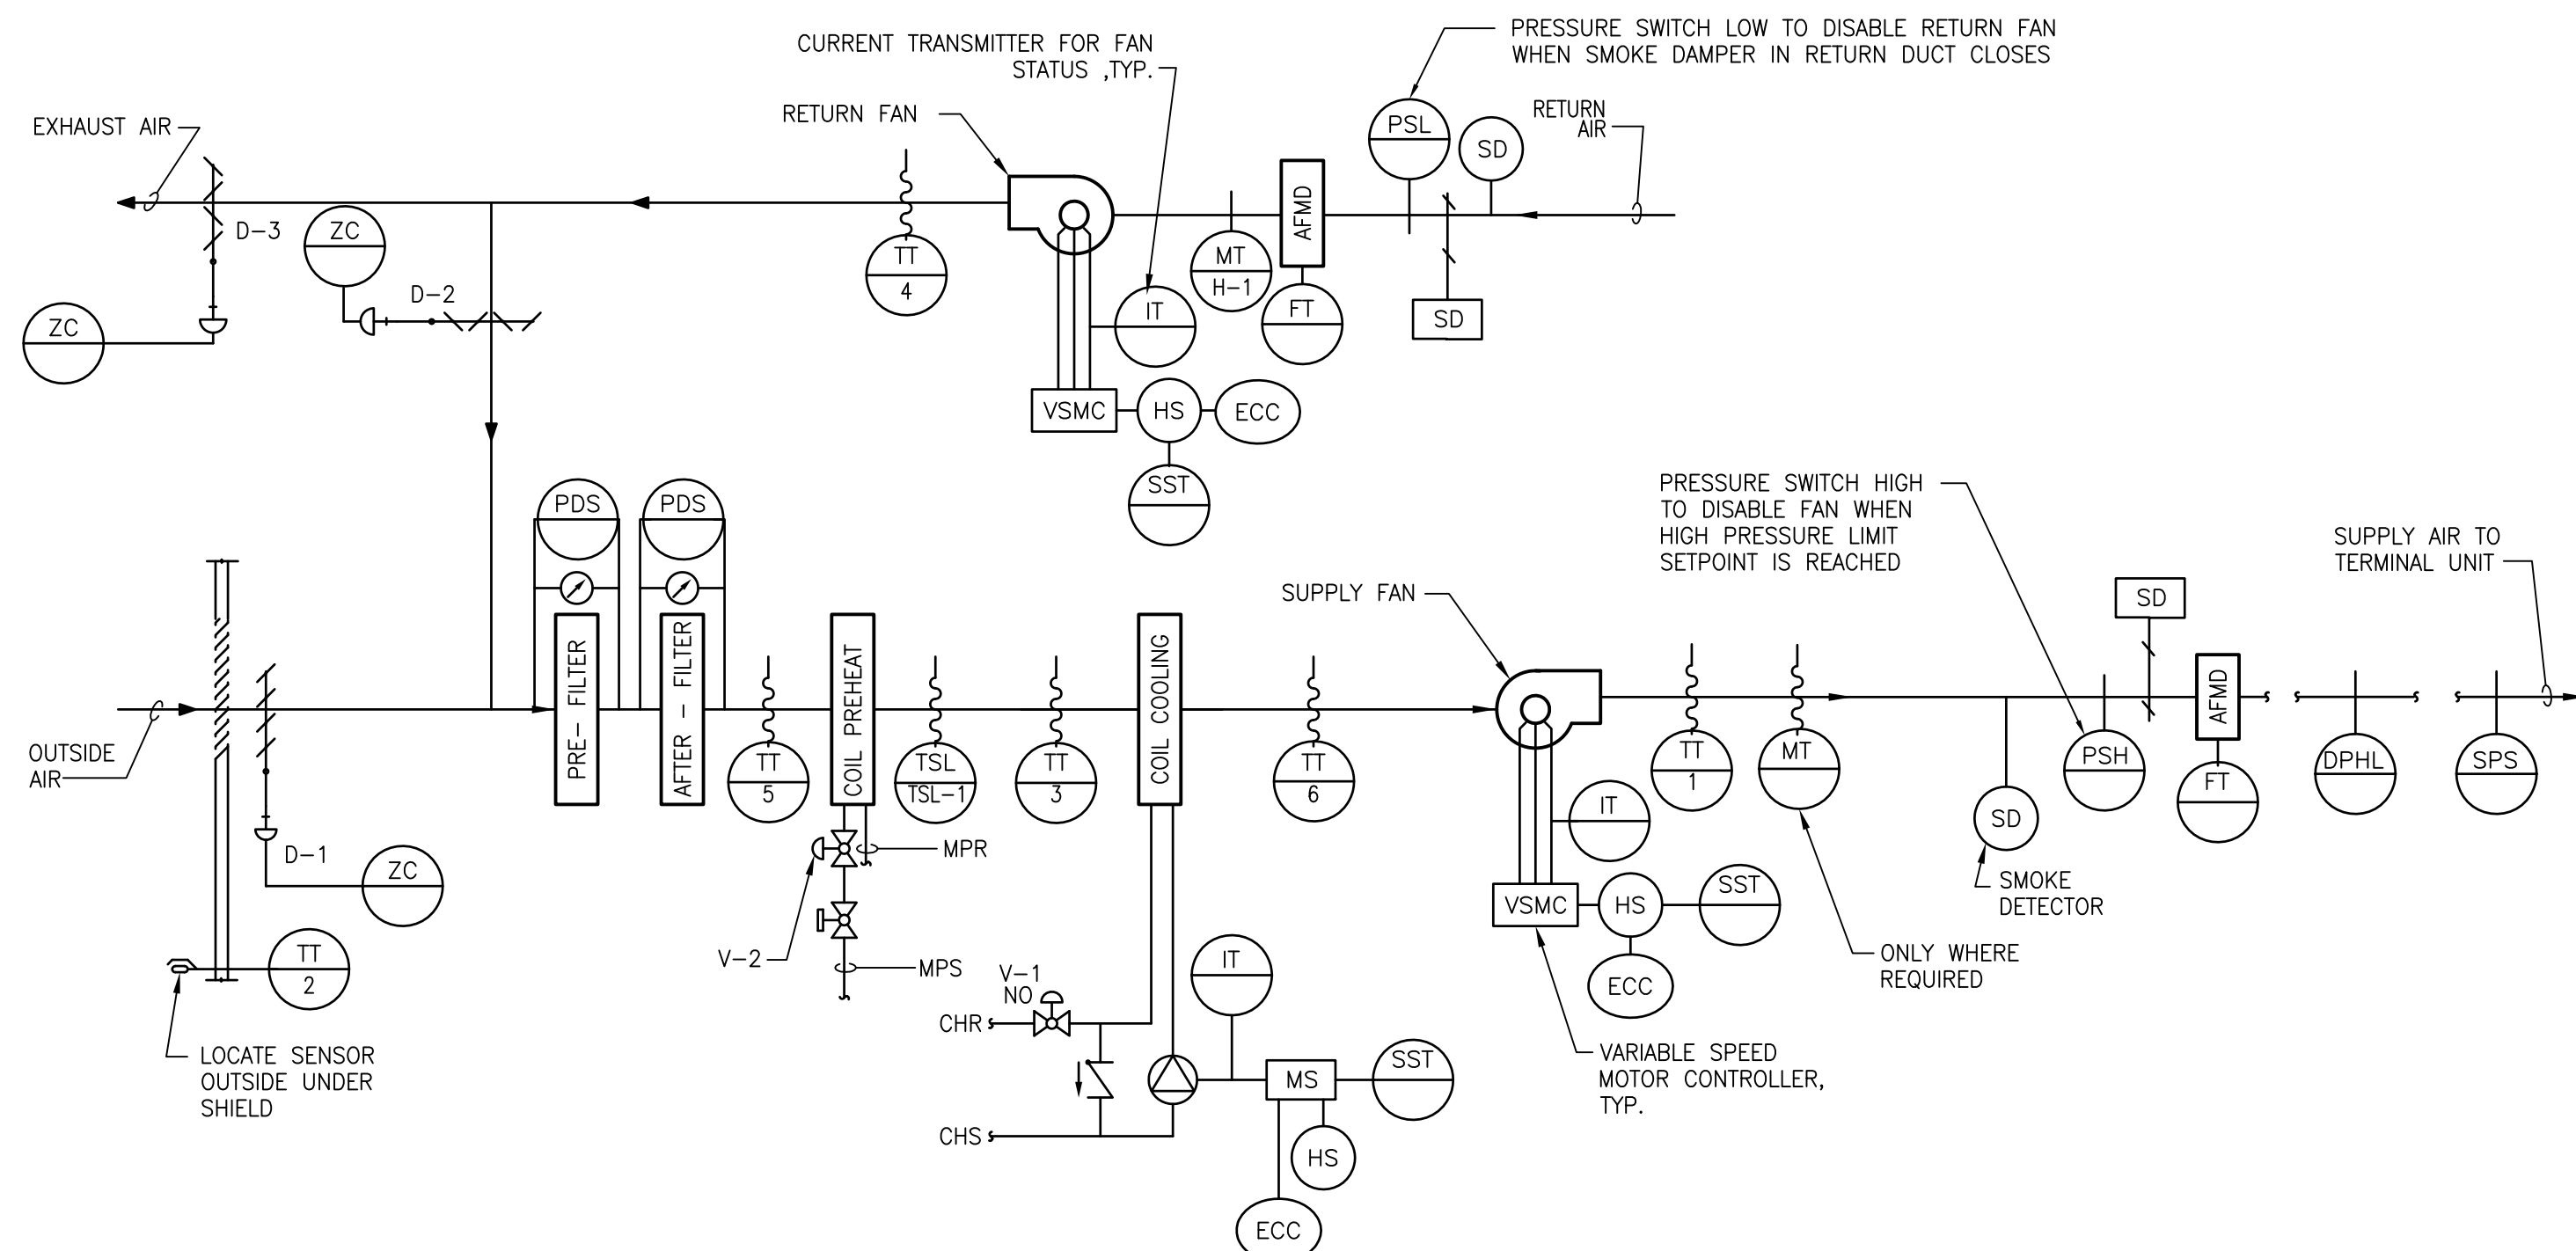 PRESSURE SWITCH LOW TO DISABLE RETURN FAN
WHEN SMOKE DAMPER IN RETURN DUCT CLOSES
CURRENT TRANSMITTER FOR FAN
STATUS ,TYP.
RETURN FAN
EXHAUST AIR
RETURN
AIR
PSL
SD
AFMD
D-3
ZC
TT
4
MT
H-1
D-2
IT
FT
SD
ZC
VSMC
HS
ECC
SST
PDS
PDS
PRESSURE SWITCH HIGH
TO DISABLE FAN WHEN
HIGH PRESSURE LIMIT
SETPOINT IS REACHED
SUPPLY AIR TO
TERMINAL UNIT
SUPPLY FAN
SD
OUTSIDE
AIR
PRE- FILTER
AFTER - FILTER
TT
5
COIL PREHEAT
TSL
TSL-1
TT
3
COIL COOLING
TT
6
TT
1
MT
PSH
AFMD
FT
DPHL
SPS
SD
IT
D-1
ZC
MPR
SMOKE
DETECTOR
VSMC
HS
SST
V-2
MPS
TT
2
ONLY WHERE
REQUIRED
ECC
IT
V-1
NO
CHR
LOCATE SENSOR
OUTSIDE UNDER
SHIELD
VARIABLE SPEED
MOTOR CONTROLLER,
TYP.
MS
SST
CHS
HS
ECC